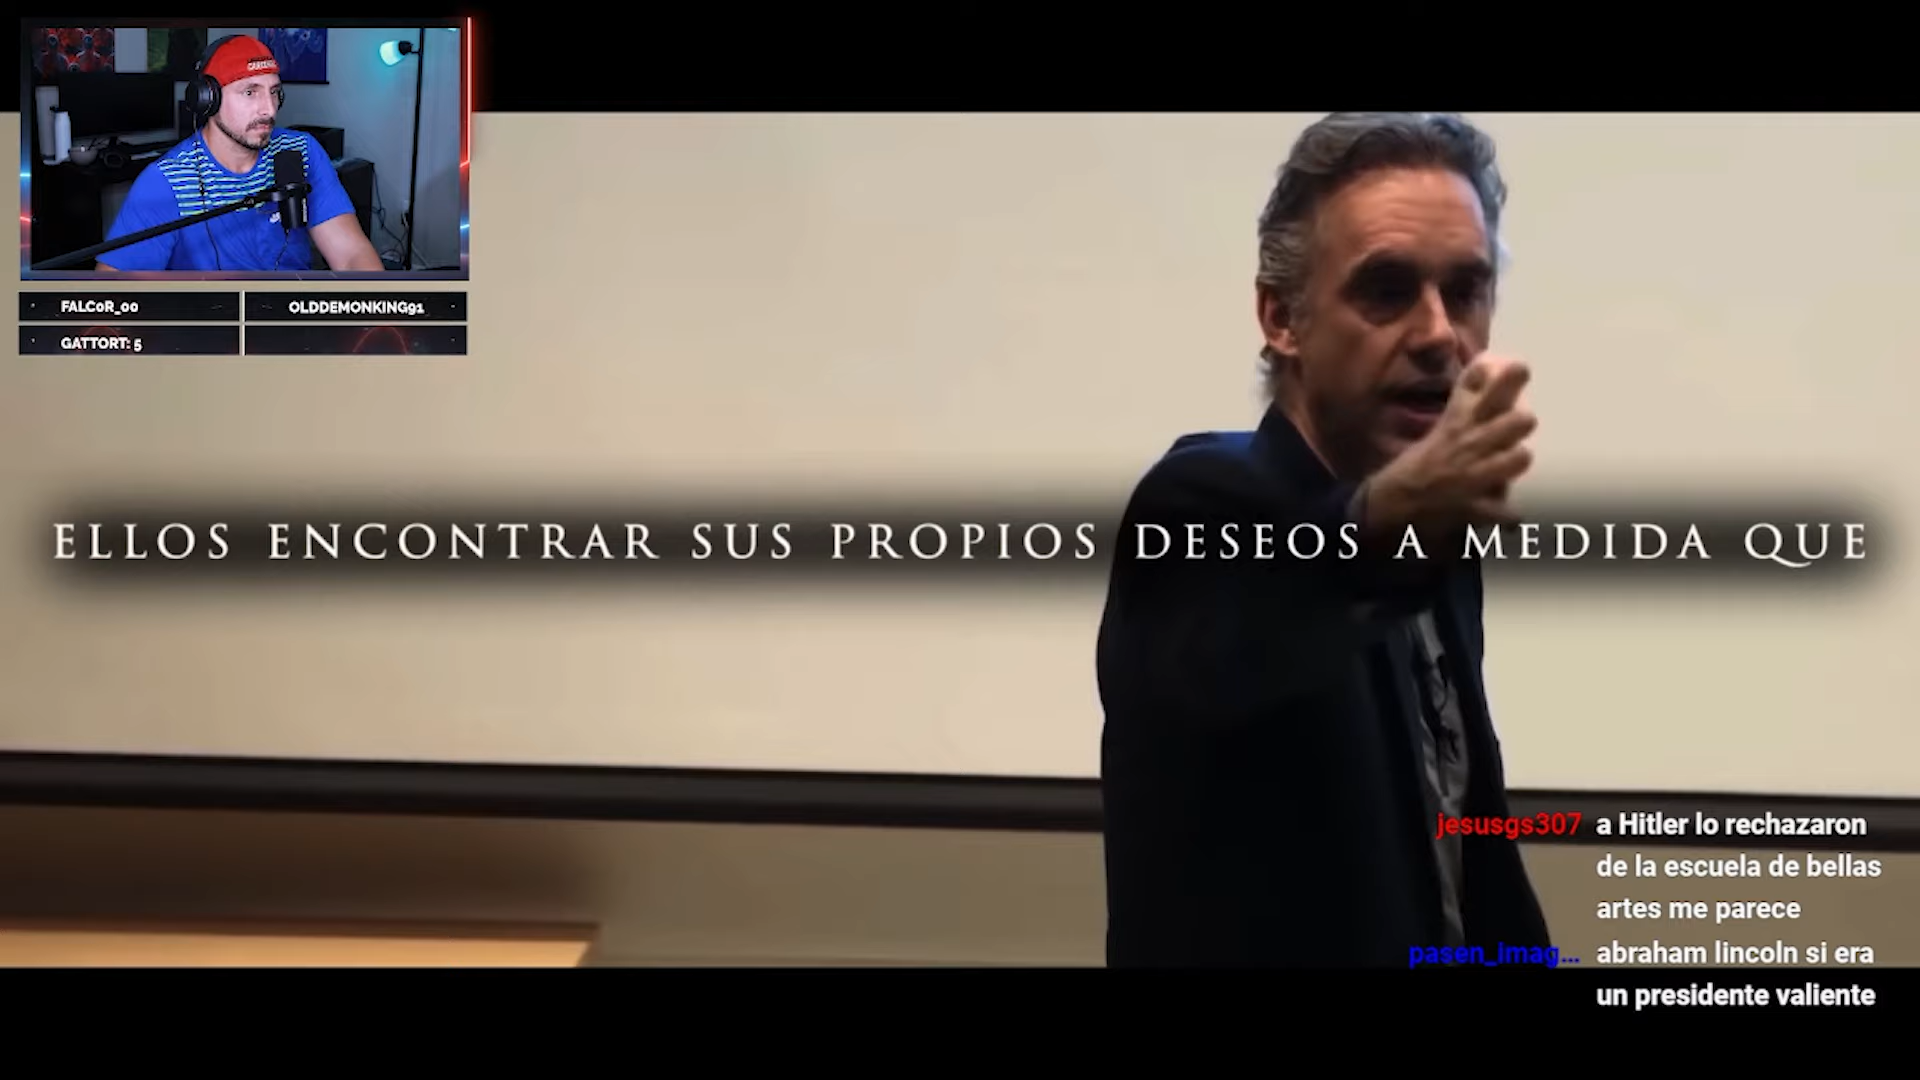 FALC0R_00
OLDDEMONKING91
GATTORT: 5
ELLOS ENCONTRAR SUS PROPIOS DESEOS A MEDIDA QUE
jesusgs307 a Hitler lo rechazaron
de la escuela de bellas
artes me parece
pasen_imag... abraham lincoln si era
un presidente valiente